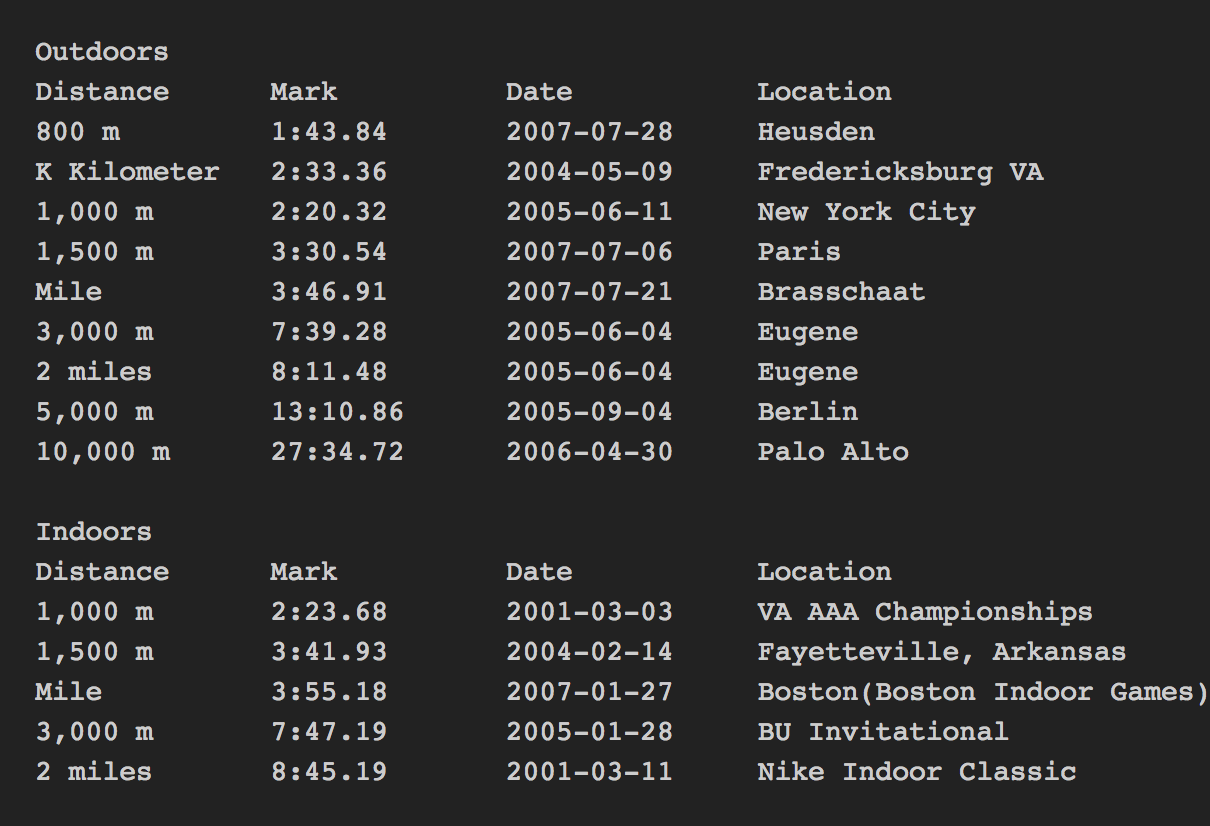 Outdoors
Distance Mark Date Location
800 m 1:43.84 2007-07-28 Heusden
K Kilometer 2:33.36 2004-05-09 Fredericksburg VA
1,000 m 2:20.32 2005-06-11 New York City
1,500 m 3:30.54 2007-07-06 Paris
Mile 3:46.91 2007-07-21 Brasschaat
3,000 m 7:39.28 2005-06-04 Eugene
2 miles 8:11.48 2005-06-04 Eugene
5,000 m 13:10.86 2005-09-04 Berlin
10,000 m 27:34.72 2006-04-30 Palo Alto
Indoors
Distance Mark Date Location
1,000 m 2:23.68 2001-03-03 VA AAA Championships
1,500 m 3:41.93 2004-02-14 Fayetteville, Arkansas
Mile 3:55.18 2007-01-27 Boston(Boston Indoor Games)
3,000 m 7:47.19 2005-01-28 BU Invitational
2 miles 8:45.19 2001-03-11 Nike Indoor Classic